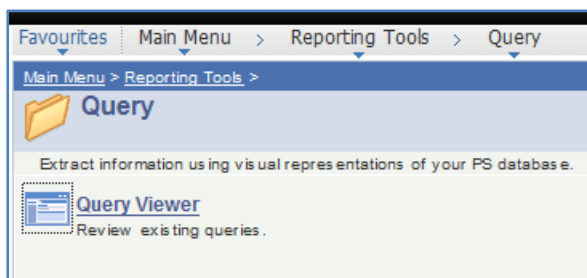 Favourites Main Menu > Reporting Tools > Query
Main Menu > Reporting Tools >
Query
Extract information using visual representations of your PS database.
Query Viewer
Review existing queries.